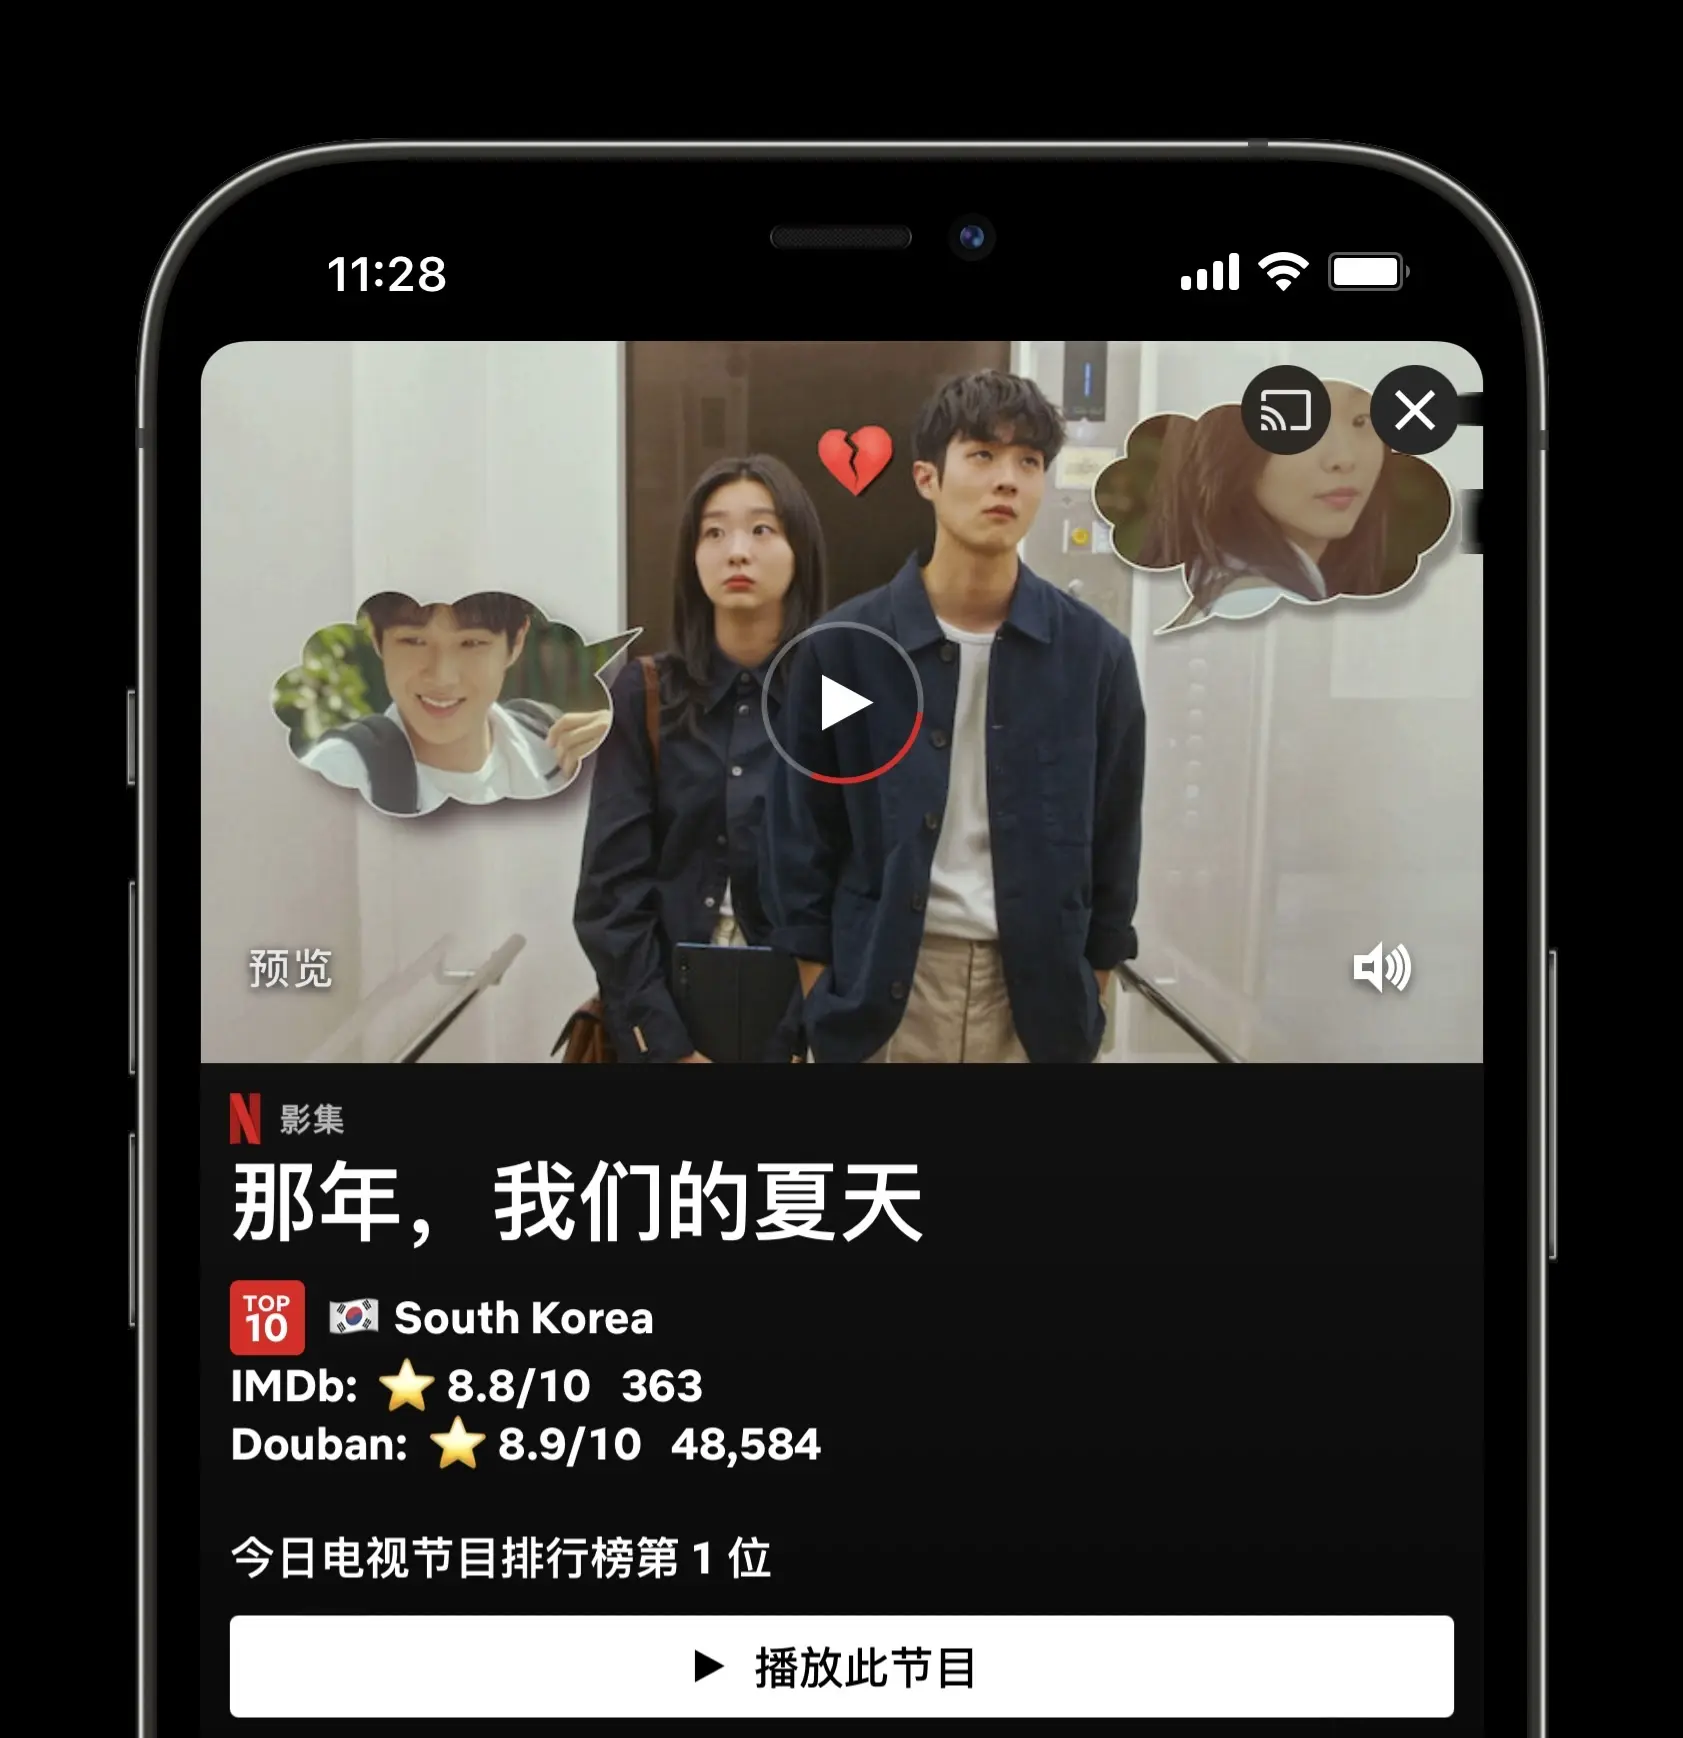 11:28
预览
N 影集
那年，我们的夏天
TOP 10 🇰🇷 South Korea
IMDb: ⭐ 8.8/10 363
Douban: ⭐ 8.9/10 48,584
今日电视节目排行榜第 1 位
▶ 播放此节目